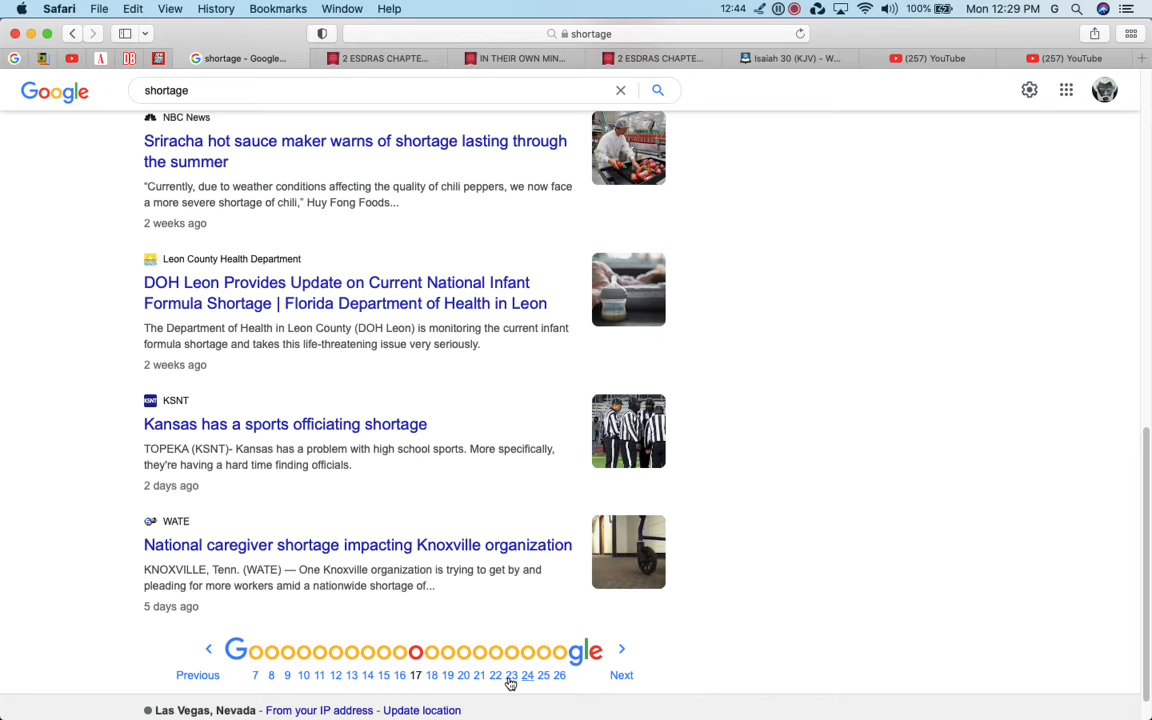 Safari File Edit View History Bookmarks Window Help 12:44 100% Mon 12:29 PM G
shortage
shortage - Google... 2 ESDRAS CHAPTE... IN THEIR OWN MIN... 2 ESDRAS CHAPTE... Isaiah 30 (KJV) - W... (257) YouTube (257) YouTube
Google shortage
NBC News
Sriracha hot sauce maker warns of shortage lasting through
the summer
“Currently, due to weather conditions affecting the quality of chili peppers, we now face
a more severe shortage of chili,” Huy Fong Foods...
2 weeks ago
Leon County Health Department
DOH Leon Provides Update on Current National Infant
Formula Shortage | Florida Department of Health in Leon
The Department of Health in Leon County (DOH Leon) is monitoring the current infant
formula shortage and takes this life-threatening issue very seriously.
2 weeks ago
KSNT
Kansas has a sports officiating shortage
TOPEKA (KSNT)- Kansas has a problem with high school sports. More specifically,
they're having a hard time finding officials.
2 days ago
WATE
National caregiver shortage impacting Knoxville organization
KNOXVILLE, Tenn. (WATE) — One Knoxville organization is trying to get by and
pleading for more workers amid a nationwide shortage of...
5 days ago
Goooooooooooooooooooogle
Previous 7 8 9 10 11 12 13 14 15 16 17 18 19 20 21 22 23 24 25 26 Next
Las Vegas, Nevada - From your IP address - Update location